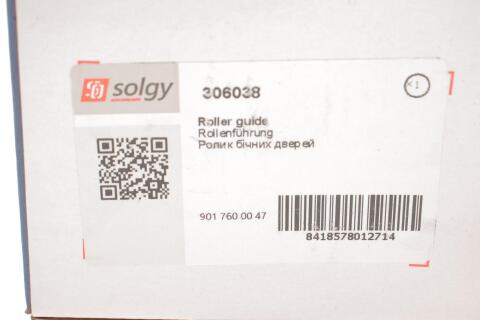 solgy
306038
x1
Roller guide
Rollenführung
Ролик бічних дверей
901 760 00 47
8418578012714